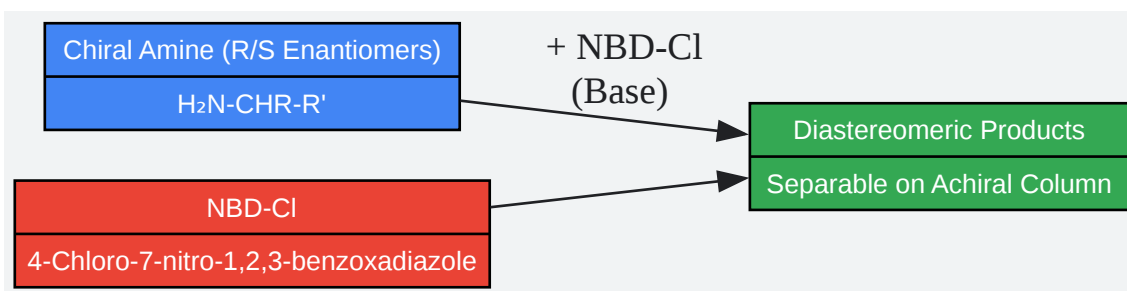 Chiral Amine (R/S Enantiomers)
H₂N-CHR-R'
+ NBD-Cl
(Base)
Diastereomeric Products
Separable on Achiral Column
NBD-Cl
4-Chloro-7-nitro-1,2,3-benzoxadiazole